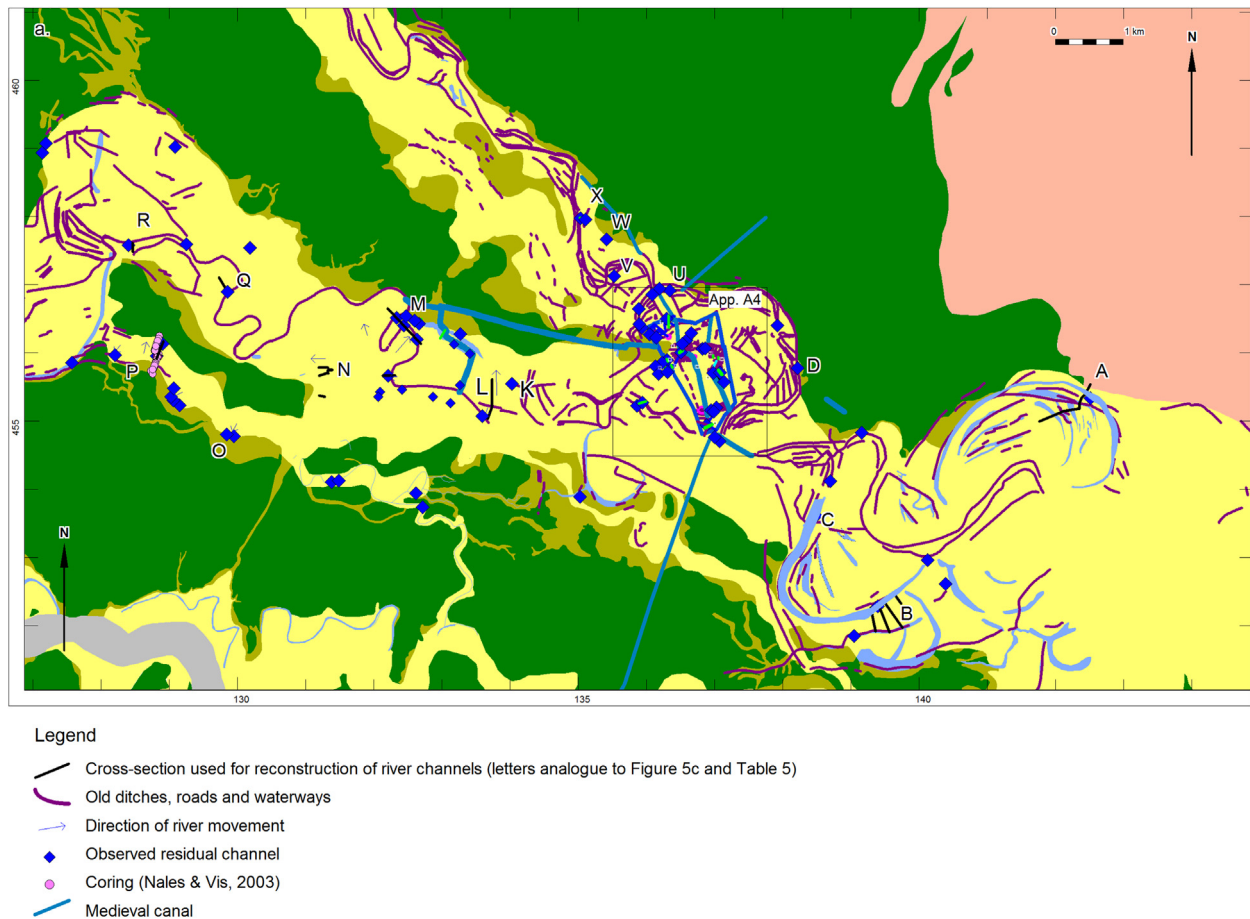 a.
0 1 km
N
460
X
W
R
V
U
Q
App. A4
M
P
N
L
K
D
A
455
O
C
B
N
130
135
140
Legend
Cross-section used for reconstruction of river channels (letters analogue to Figure 5c and Table 5)
Old ditches, roads and waterways
Direction of river movement
Observed residual channel
Coring (Nales & Vis, 2003)
Medieval canal